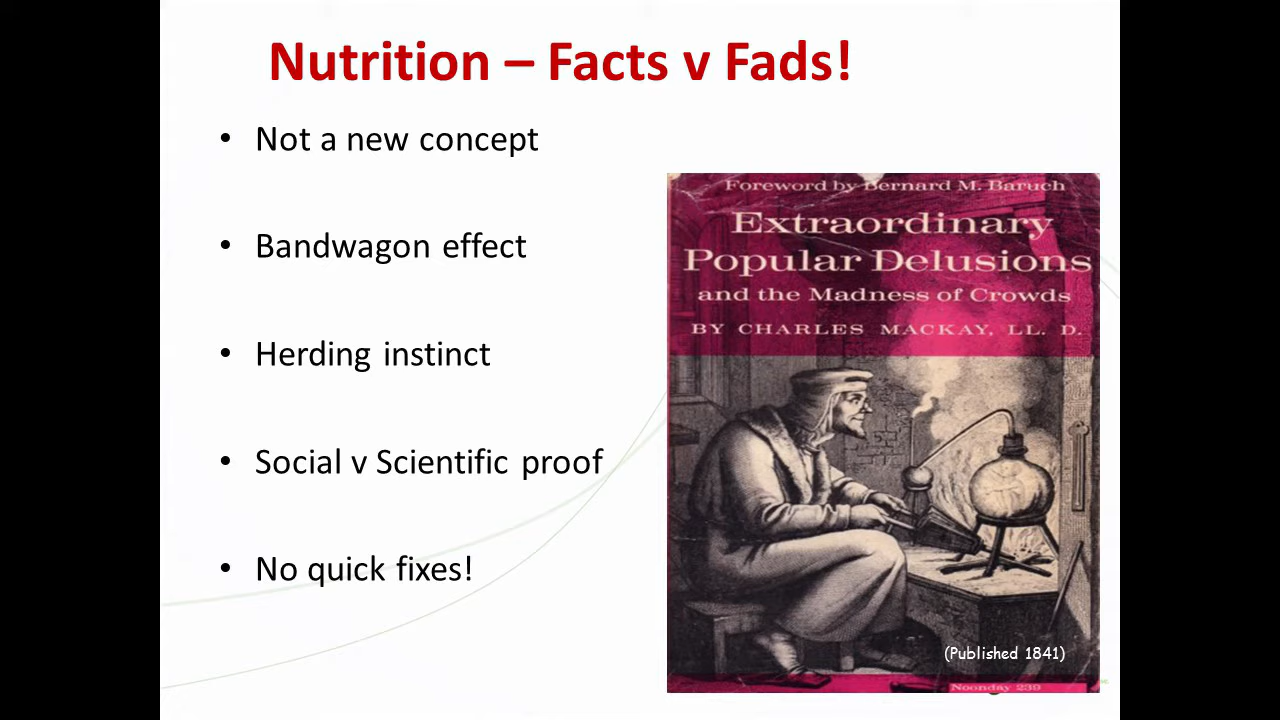 Nutrition – Facts v Fads!
• Not a new concept
• Bandwagon effect
• Herding instinct
• Social v Scientific proof
• No quick fixes!
Foreword by Bernard M. Baruch
Extraordinary
Popular Delusions
and the Madness of Crowds
BY CHARLES MACKAY, LL. D.
(Published 1841)
Noonday 239